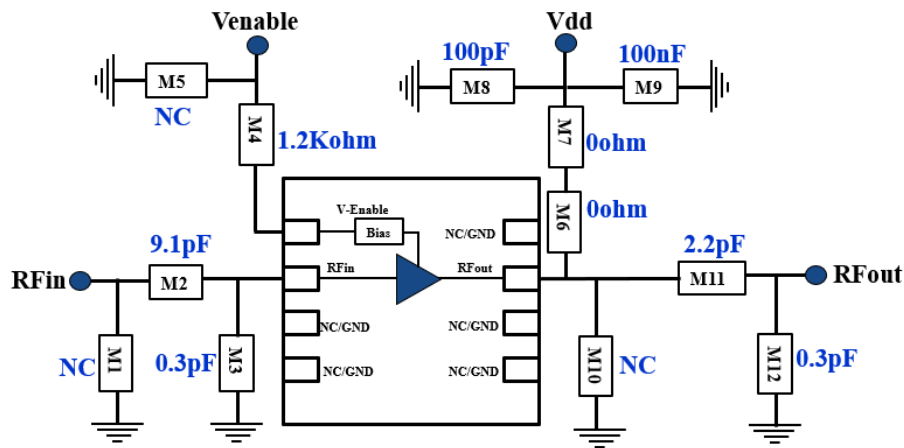 Venable
Vdd
100pF
100nF
M5
M8
M9
NC
M4
1.2Kohm
M7
0ohm
V-Enable
Bias
NC/GND
M6
0ohm
9.1pF
2.2pF
RFin
M2
RFin
RFout
M11
RFout
NC
M1
0.3pF
M3
NC/GND
NC/GND
M10
NC
M12
0.3pF
NC/GND
NC/GND